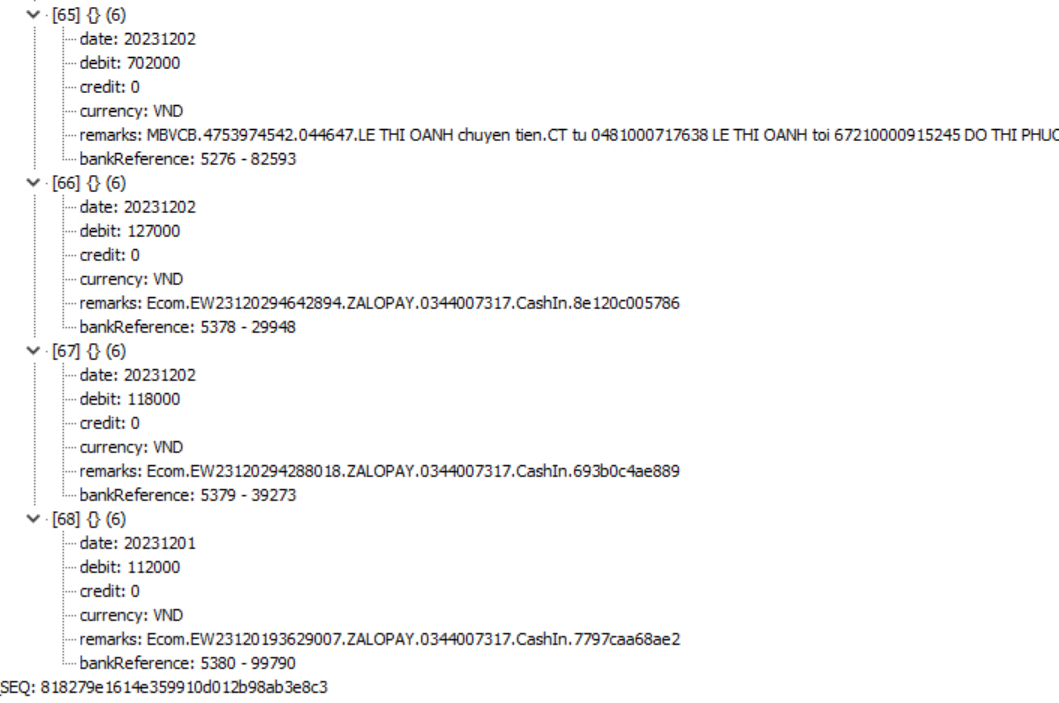 [65] {} (6)
date: 20231202
debit: 702000
credit: 0
currency: VND
remarks: MBVCB.4753974542.044647.LE THI OANH chuyen tien.CT tu 0481000717638 LE THI OANH toi 67210000915245 DO THI PHUC
bankReference: 5276 - 82593
[66] {} (6)
date: 20231202
debit: 127000
credit: 0
currency: VND
remarks: Ecom.EW23120294642894.ZALOPAY.0344007317.CashIn.8e120c005786
bankReference: 5378 - 29948
[67] {} (6)
date: 20231202
debit: 118000
credit: 0
currency: VND
remarks: Ecom.EW23120294288018.ZALOPAY.0344007317.CashIn.693b0c4ae889
bankReference: 5379 - 39273
[68] {} (6)
date: 20231201
debit: 112000
credit: 0
currency: VND
remarks: Ecom.EW23120193629007.ZALOPAY.0344007317.CashIn.7797caa68ae2
bankReference: 5380 - 99790
SEQ: 818279e1614e359910d012b98ab3e8c3